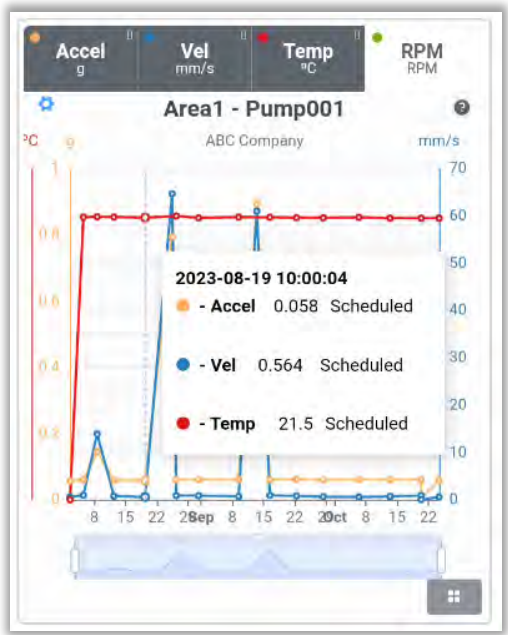 Accel Vel Temp RPM
g mm/s ºC RPM
Area1 - Pump001
ºC g ABC Company mm/s
1 70
60
0.8
50
2023-08-19 10:00:04
- Accel 0.058 Scheduled
0.6 40
- Vel 0.564 Scheduled
0.4 30
20
- Temp 21.5 Scheduled
0.2 10
0 0
8 15 22 29 Sep 8 15 22 29 Oct 8 15 22